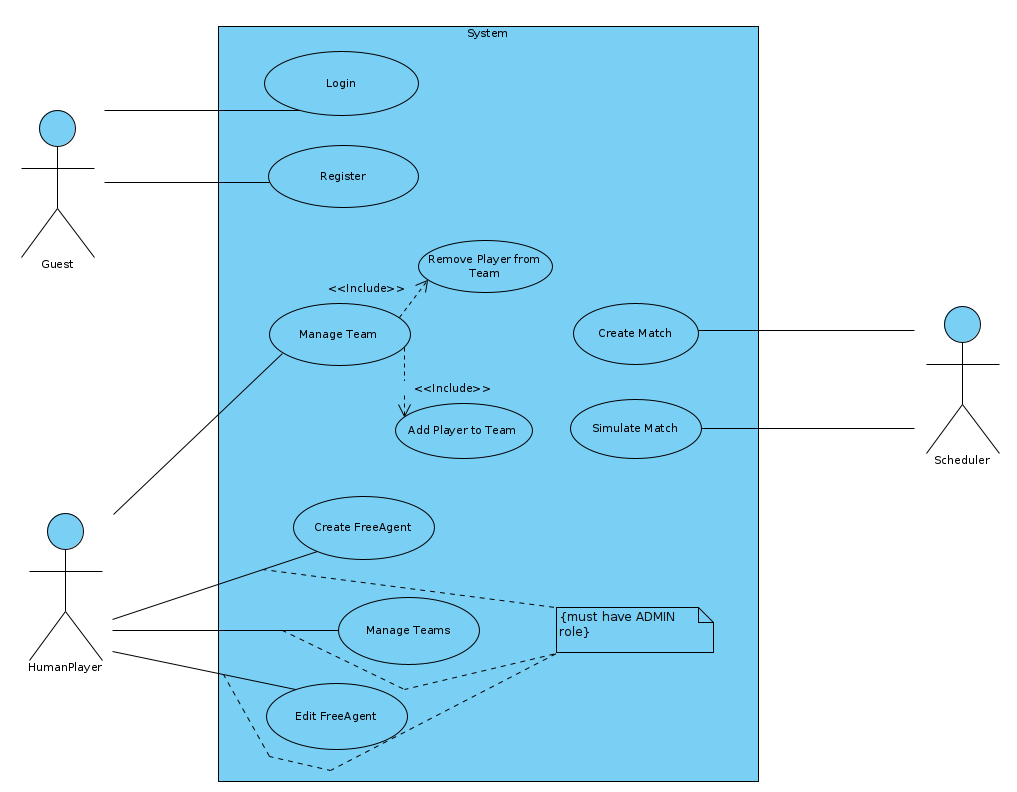 System
Login
Register
Guest
Remove Player from
Team
<<Include>>
Manage Team
Create Match
<<Include>>
Add Player to Team
Simulate Match
Scheduler
Create FreeAgent
{must have ADMIN
role}
Manage Teams
HumanPlayer
Edit FreeAgent